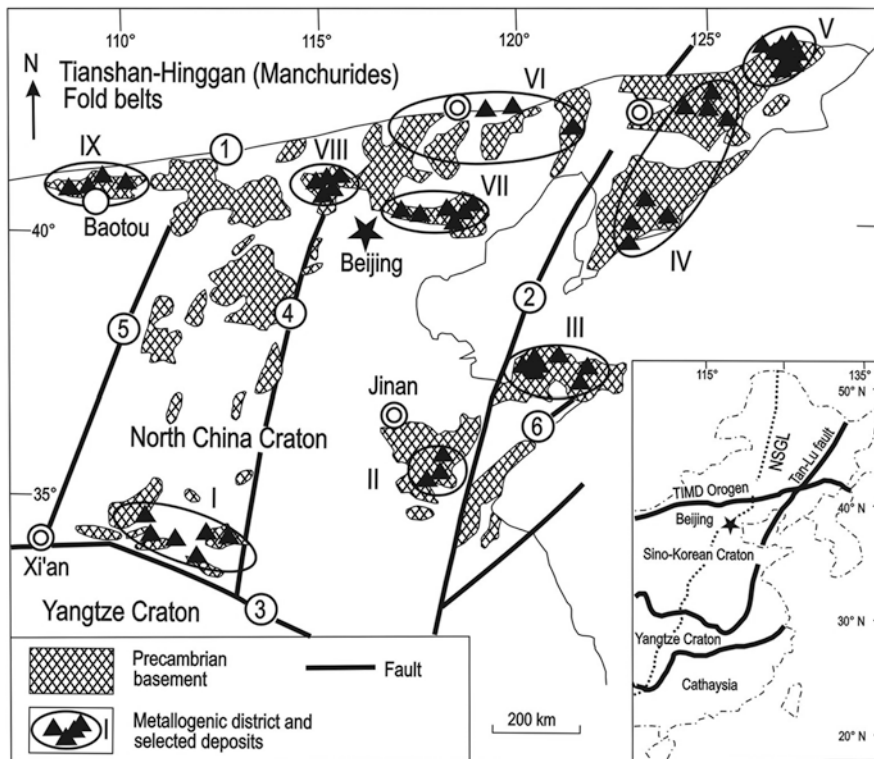 110°
115°
120°
125°
N
Tianshan-Hinggan (Manchurides)
Fold belts
V
VI
IX
1
VIII
VII
Baotou
40°
Beijing
IV
2
5
4
III
Jinan
6
North China Craton
II
I
35°
Xi'an
Yangtze Craton
3
Precambrian
basement
Fault
Metallogenic district and
selected deposits
I
200 km
115°
135°
50° N
NSGL
Tan-Lu fault
TIMD Orogen
40° N
Beijing
Sino-Korean Craton
30° N
Yangtze Craton
Cathaysia
20° N